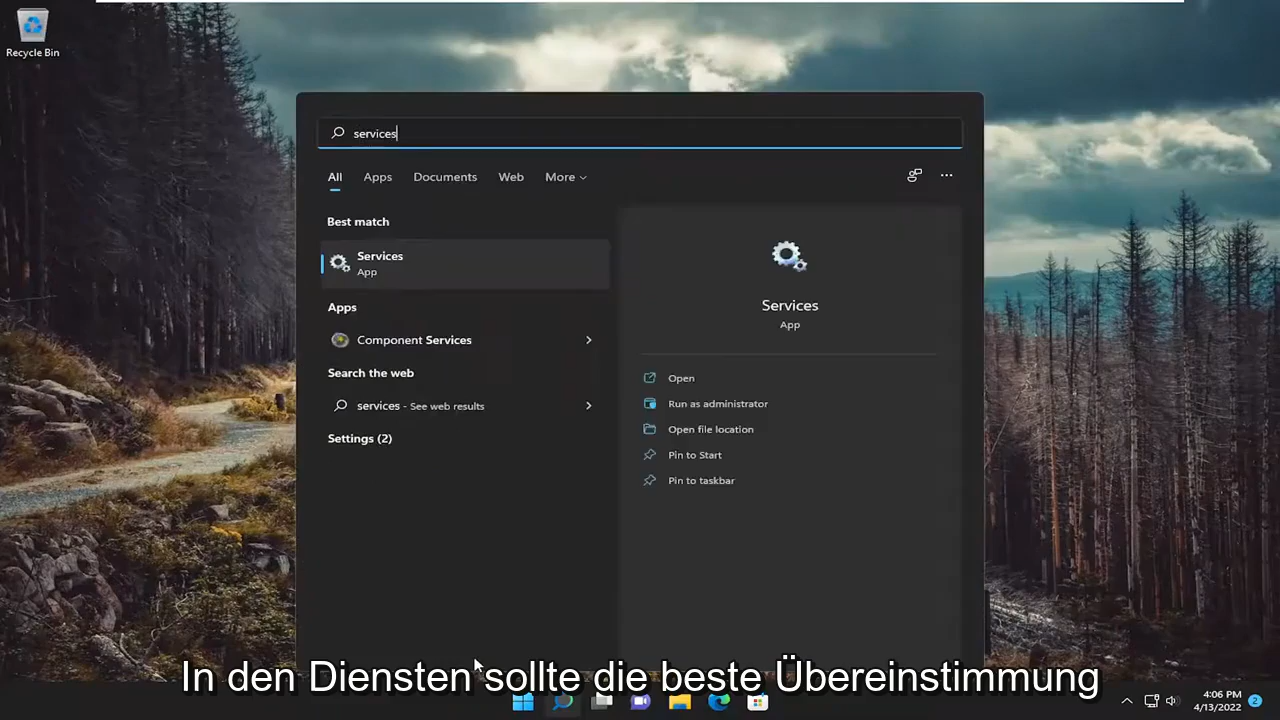 Recycle Bin
services
All Apps Documents Web More
Best match
Services
App
Apps
Component Services
Search the web
services - See web results
Settings (2)
Services
App
Open
Run as administrator
Open file location
Pin to Start
Pin to taskbar
In den Diensten sollte die beste Übereinstimmung
4:06 PM
4/13/2022
2